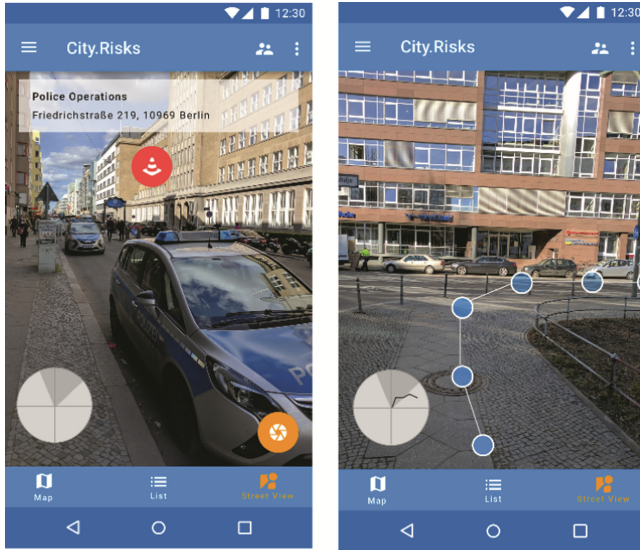 12:30
City.Risks
Police Operations
Friedrichstraße 219, 10969 Berlin
Map
List
Street View
12:30
City.Risks
Map
List
Street View